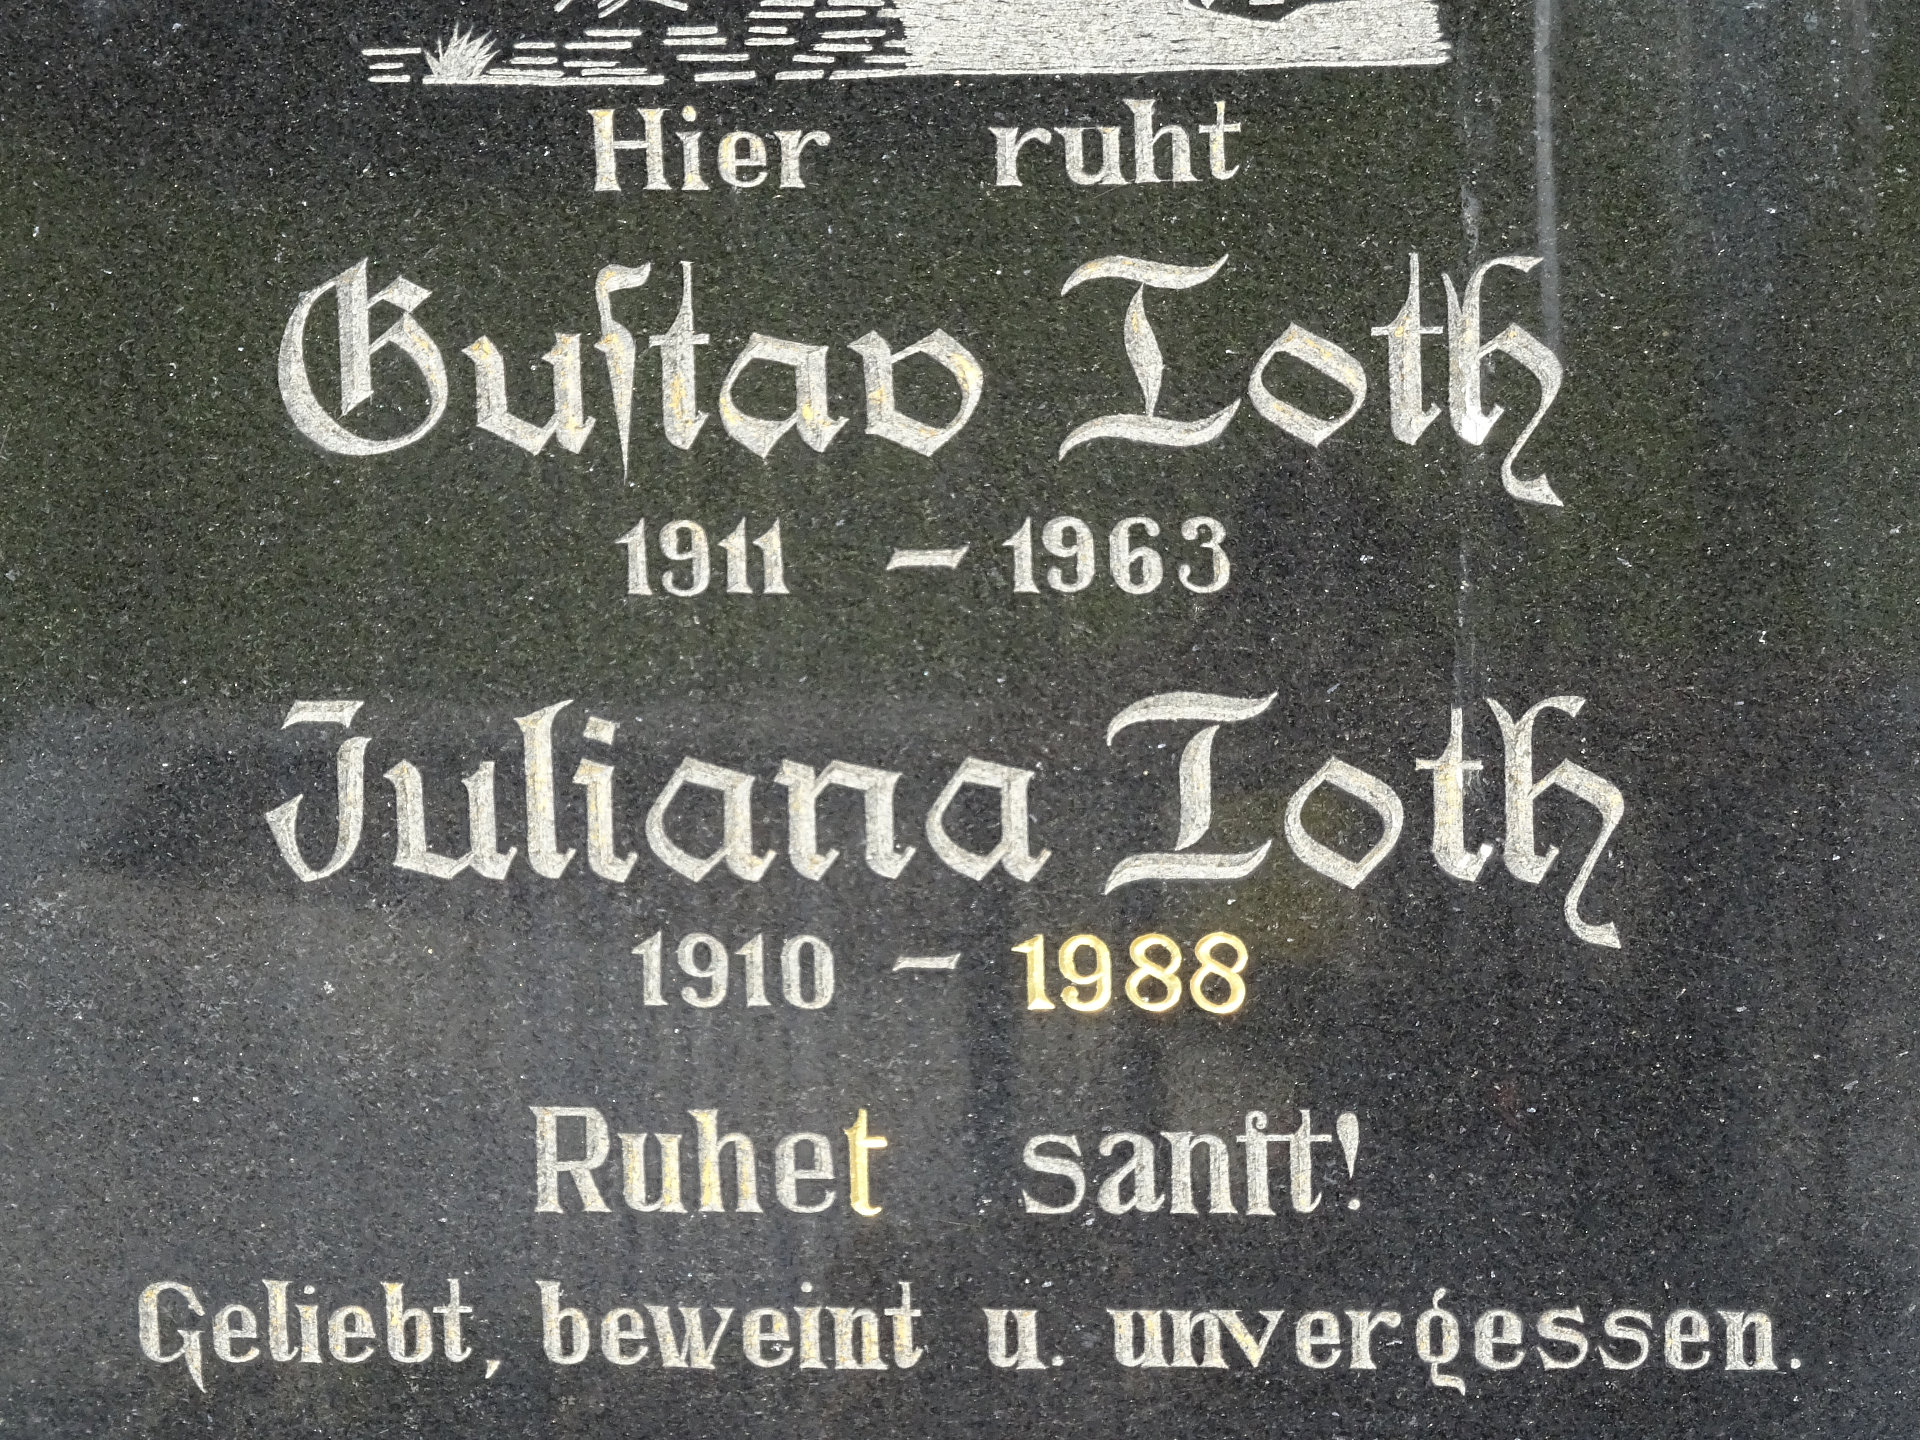 Hier ruht
Guſtav Toth
1911 – 1963
Juliana Toth
1910 – 1988
Ruhet sanft!
Geliebt, beweint u. unvergessen.